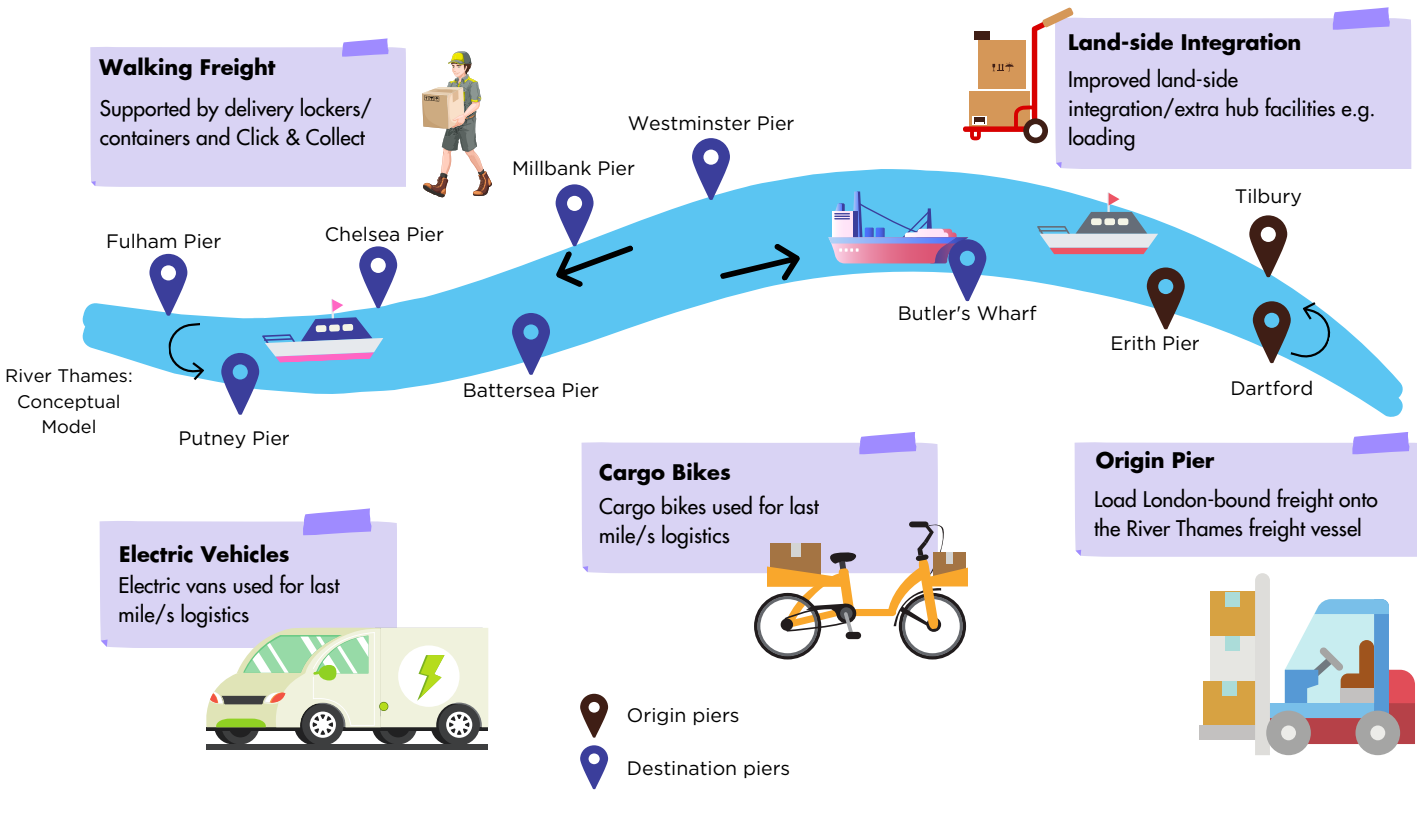 Walking Freight
Supported by delivery lockers/
containers and Click & Collect
Land-side Integration
Improved land-side
integration/extra hub facilities e.g.
loading
Westminster Pier
Millbank Pier
Tilbury
Chelsea Pier
Fulham Pier
Butler's Wharf
Erith Pier
River Thames:
Conceptual
Model
Battersea Pier
Dartford
Putney Pier
Cargo Bikes
Cargo bikes used for last
mile/s logistics
Origin Pier
Load London-bound freight onto
the River Thames freight vessel
Electric Vehicles
Electric vans used for last
mile/s logistics
Origin piers
Destination piers